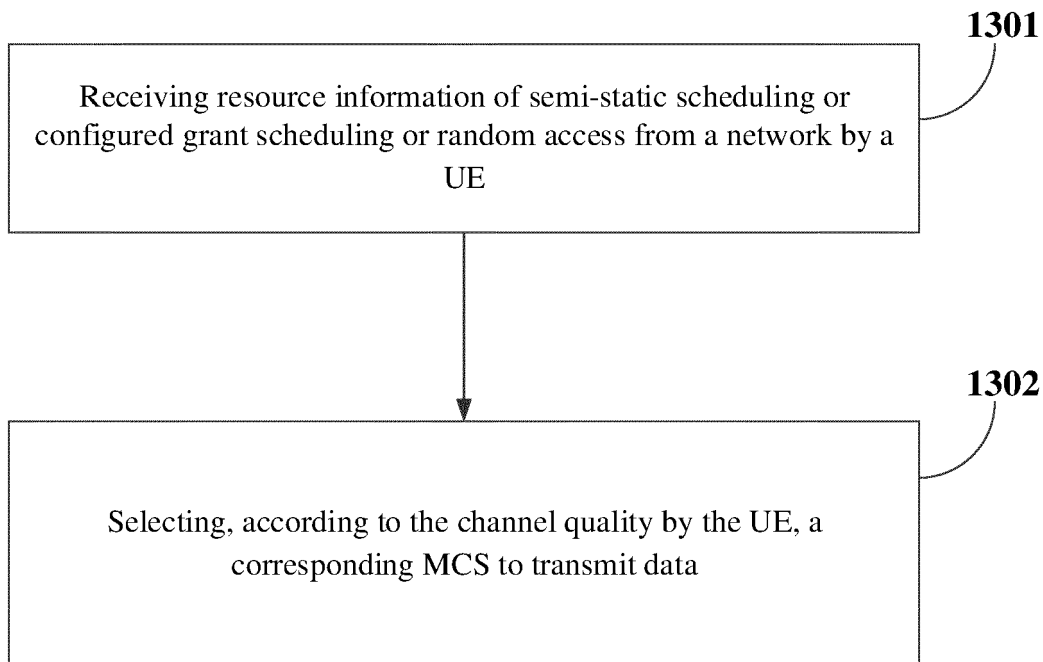 1301
Receiving resource information of semi-static scheduling or
configured grant scheduling or random access from a network by a
UE
1302
Selecting, according to the channel quality by the UE, a
corresponding MCS to transmit data